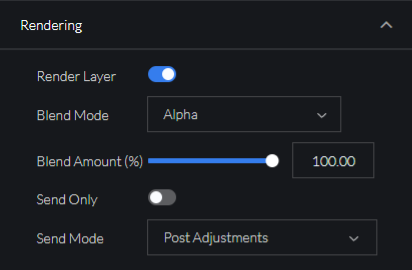 Rendering
Render Layer
Blend Mode Alpha
Blend Amount (%) 100.00
Send Only
Send Mode Post Adjustments